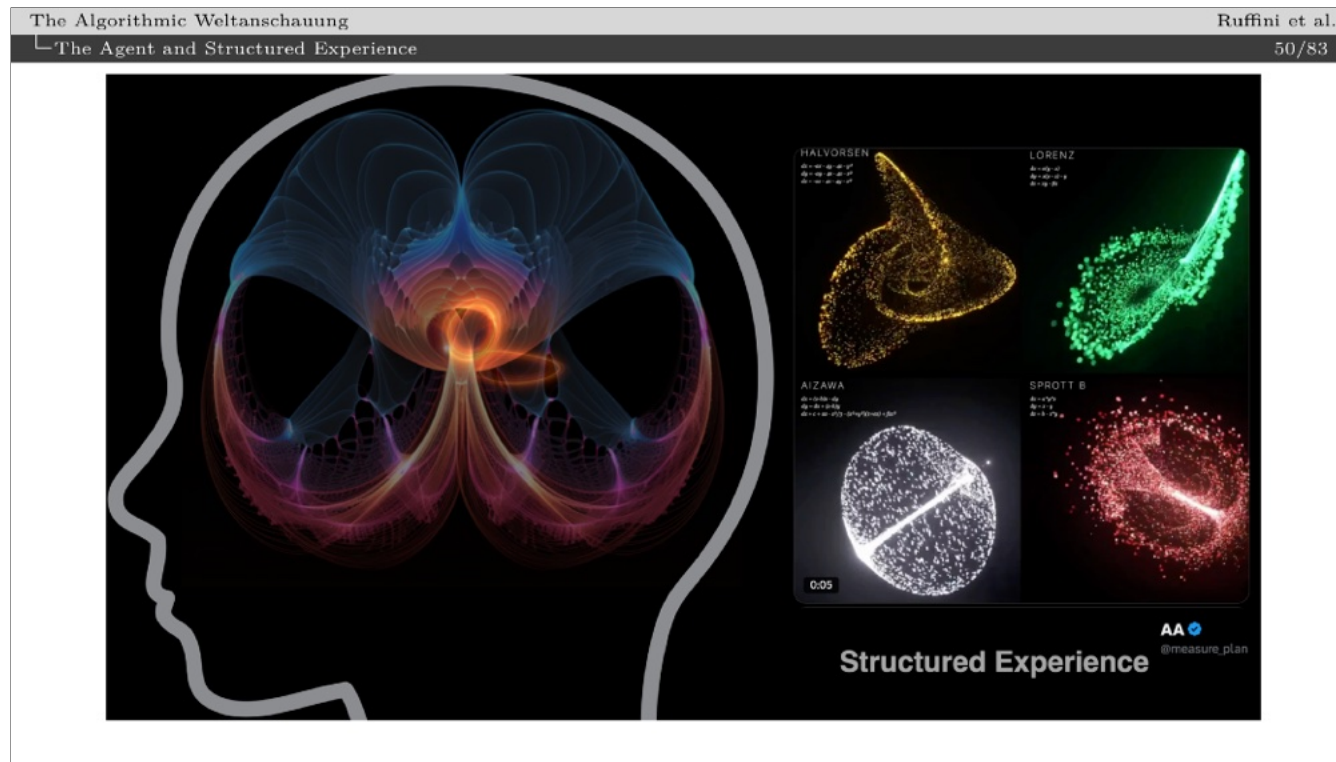 The Algorithmic Weltanschauung
Ruffini et al.
The Agent and Structured Experience
50/83
HALVORSEN
LORENZ
AIZAWA
SPROTT B
0:05
AA
@measure_plan
Structured Experience